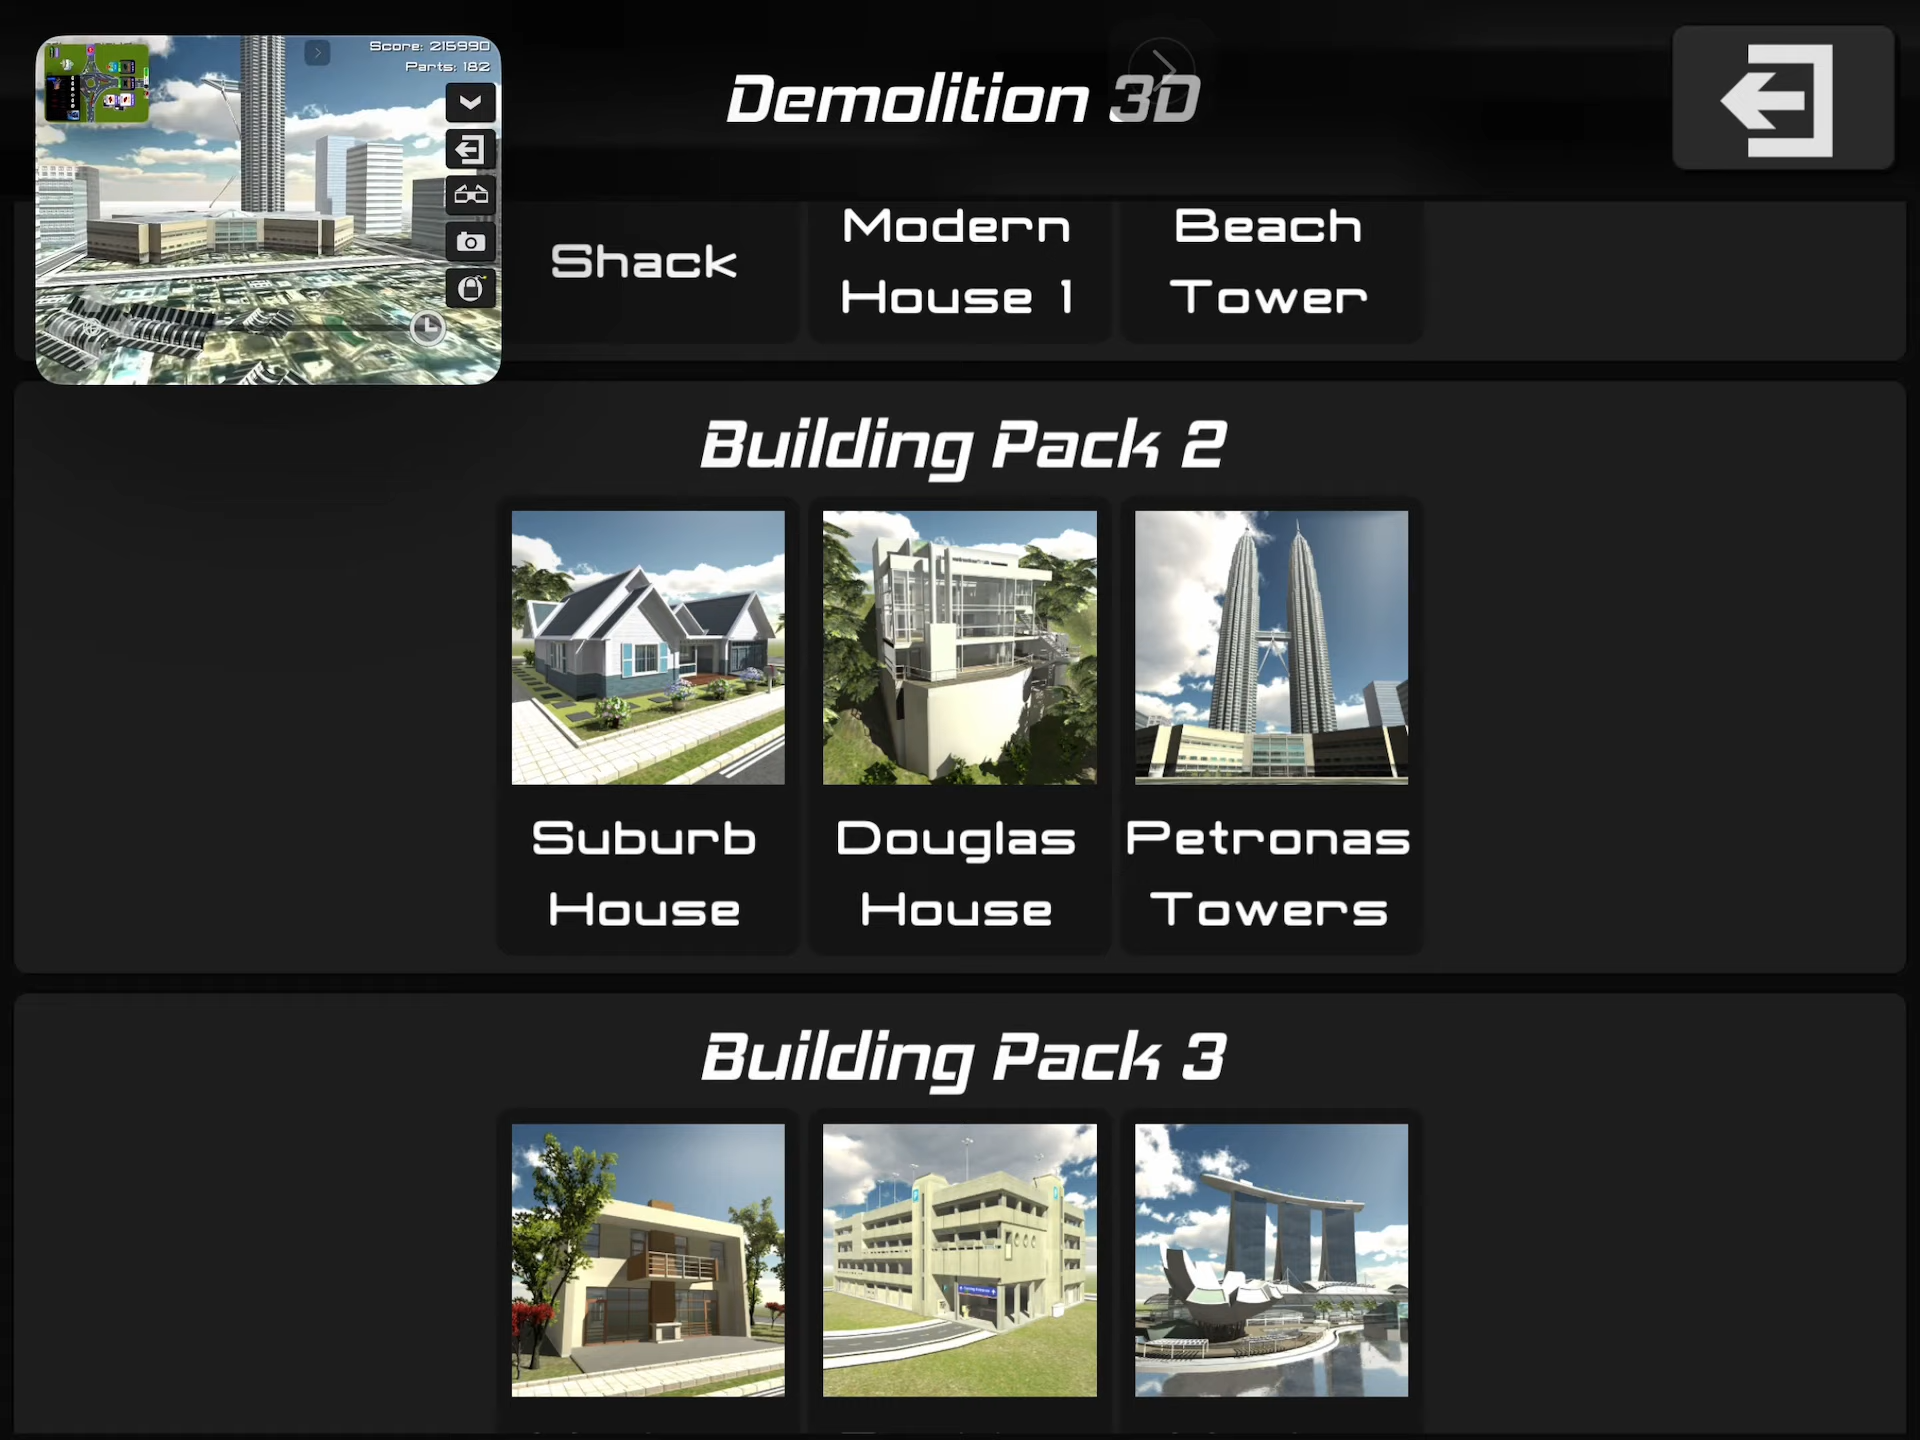 Score: 215990
Parts: 182
Demolition 3D
Shack
Modern
House 1
Beach
Tower
Building Pack 2
Suburb
House
Douglas
House
Petronas
Towers
Building Pack 3